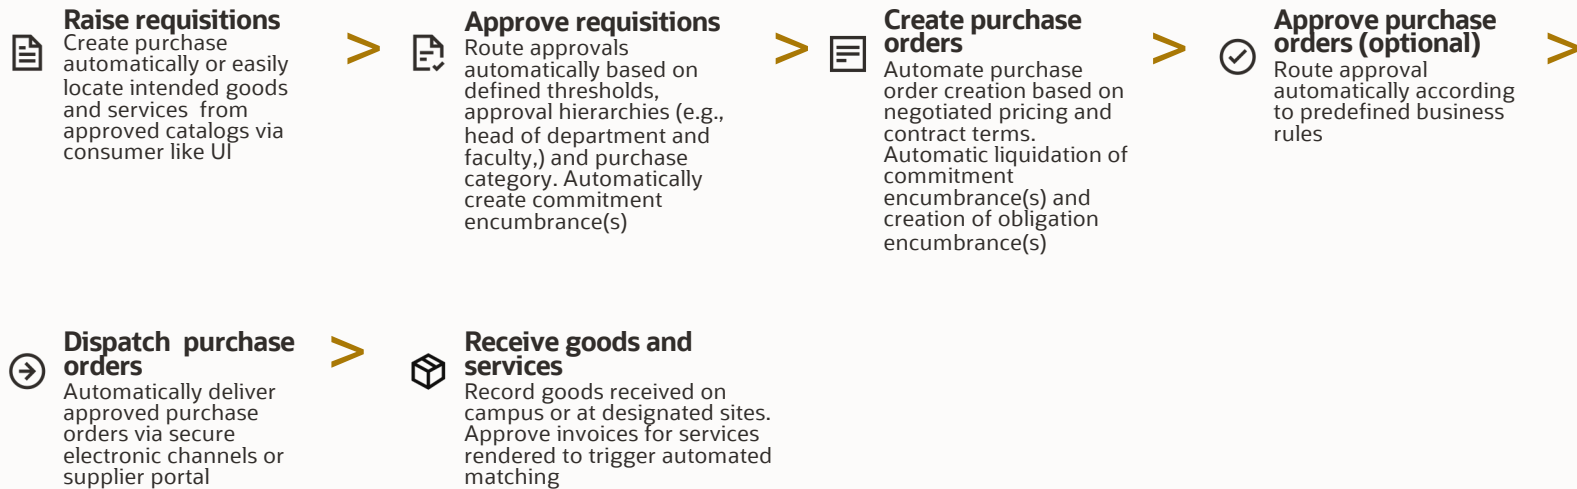 Raise requisitions
Create purchase
automatically or easily
locate intended goods
and services  from
approved catalogs via
consumer like UI
>
Approve requisitions
Route approvals
automatically based on
defined thresholds,
approval hierarchies (e.g.,
head of department and
faculty,) and purchase
category. Automatically
create commitment
encumbrance(s)
>
Create purchase
orders
Automate purchase
order creation based on
negotiated pricing and
contract terms.
Automatic liquidation of
commitment
encumbrance(s) and
creation of obligation
encumbrance(s)
>
Approve purchase
orders (optional)
Route approval
automatically according
to predefined business
rules
>
Dispatch  purchase
orders
Automatically deliver
approved purchase
orders via secure
electronic channels or
supplier portal
>
Receive goods and
services
Record goods received on
campus or at designated sites.
Approve invoices for services
rendered to trigger automated
matching